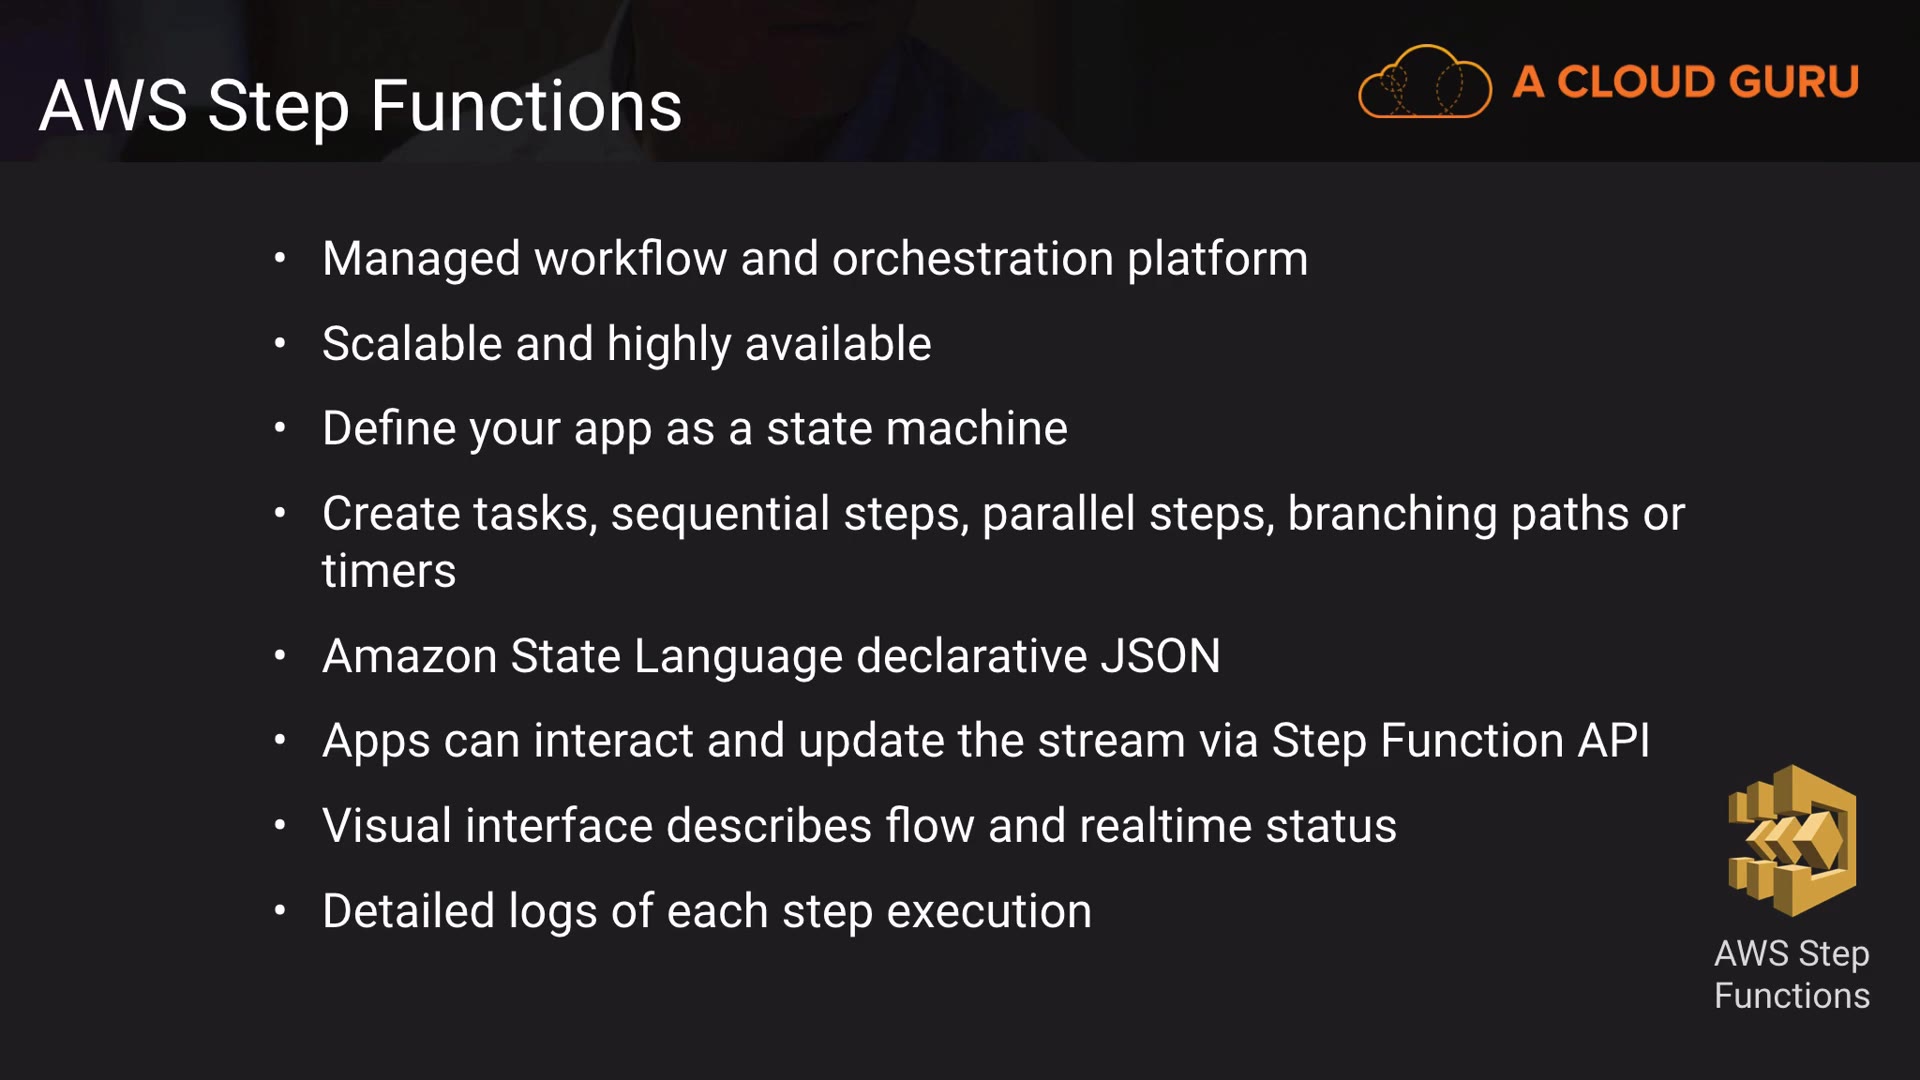 AWS Step Functions
A CLOUD GURU
• Managed workflow and orchestration platform
• Scalable and highly available
• Define your app as a state machine
• Create tasks, sequential steps, parallel steps, branching paths or
timers
• Amazon State Language declarative JSON
• Apps can interact and update the stream via Step Function API
• Visual interface describes flow and realtime status
• Detailed logs of each step execution
AWS Step
Functions